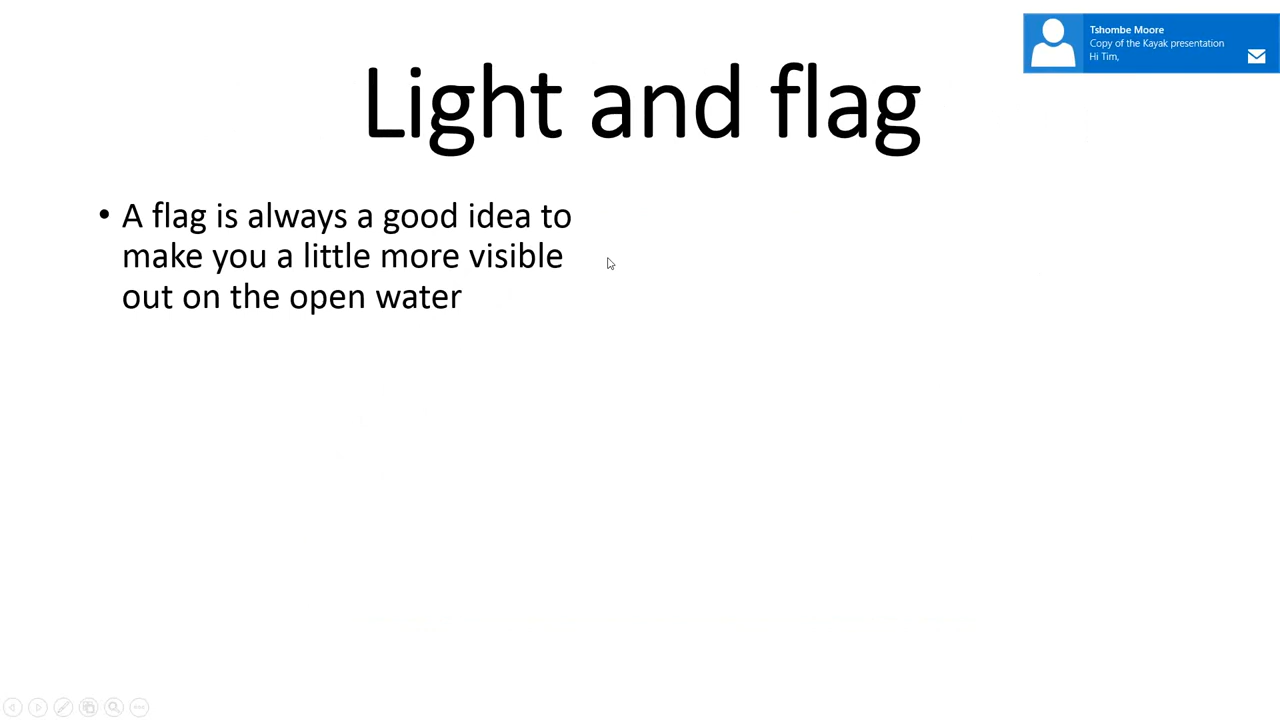 Tshombe Moore
Copy of the Kayak presentation
Hi Tim,
Light and flag
• A flag is always a good idea to
make you a little more visible
out on the open water